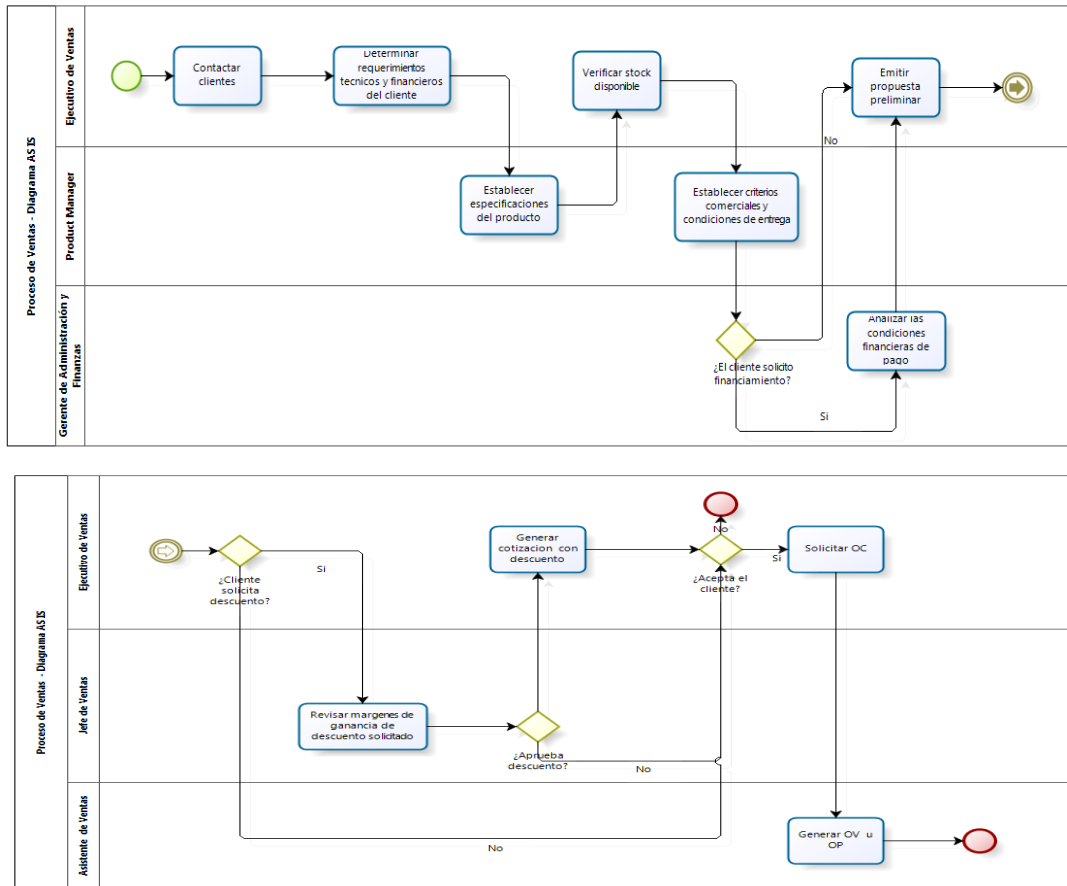 Proceso de Ventas - Diagrama AS IS
Ejecutivo de Ventas
Contactar
clientes
Determinar
requerimientos
tecnicos y financieros
del cliente
Verificar stock
disponible
Emitir
propuesta
preliminar
No
Product Manager
Establecer
especificaciones
del producto
Establecer criterios
comerciales y
condiciones de entrega
Gerente de Administración y
Finanzas
¿El cliente solicito
financiamiento?
Analizar las
condiciones
financieras de
pago
Si
Proceso de Ventas - Diagrama AS IS
Ejecutivo de Ventas
¿Cliente
solicita
descuento?
Si
Generar
cotizacion con
descuento
No
¿Acepta el
cliente?
Si
Solicitar OC
Jefe de Ventas
Revisar margenes de
ganancia de
descuento solicitado
¿Aprueba
descuento?
No
Asistente de Ventas
No
Generar OV u
OP